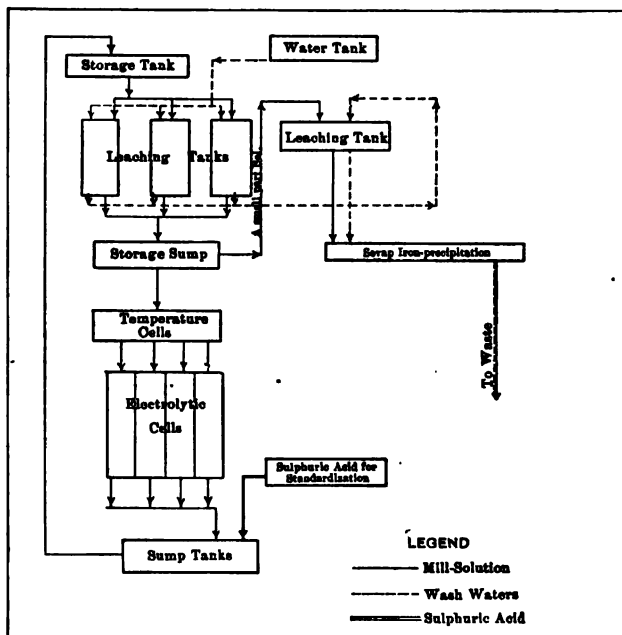 Water Tank
Storage Tank
Leaching Tanks
Leaching Tank
A small part Sol.
Storage Sump
Scrap Iron-precipitation
Temperature
Cells
To Waste
Electrolytic
Cells
Sulphuric Acid for
Standardization
Sump Tanks
LEGEND
Mill-Solution
Wash Waters
Sulphuric Acid